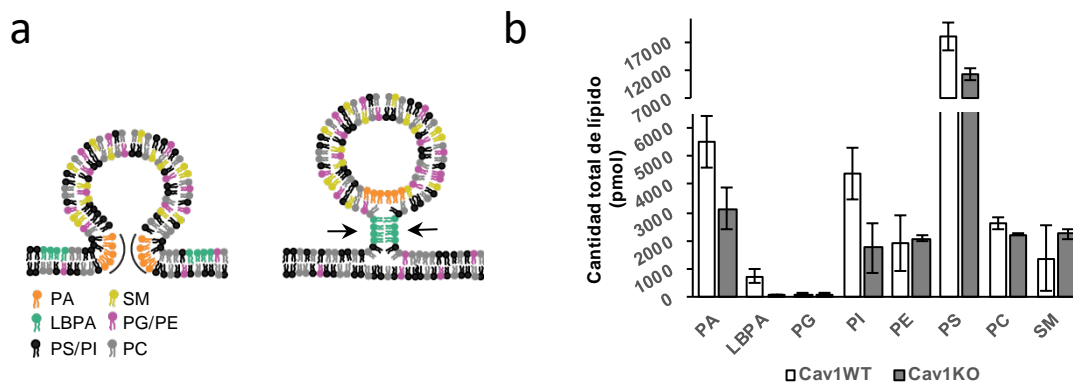 a
PA
SM
LBPA
PG/PE
PS/PI
PC
b
Cantidad total de lípido
(pmol)
17000
12000
7000
6000
5000
4000
3000
2000
1000
0
PA
LBPA
PG
PI
PE
PS
PC
SM
Cav1WT
Cav1KO